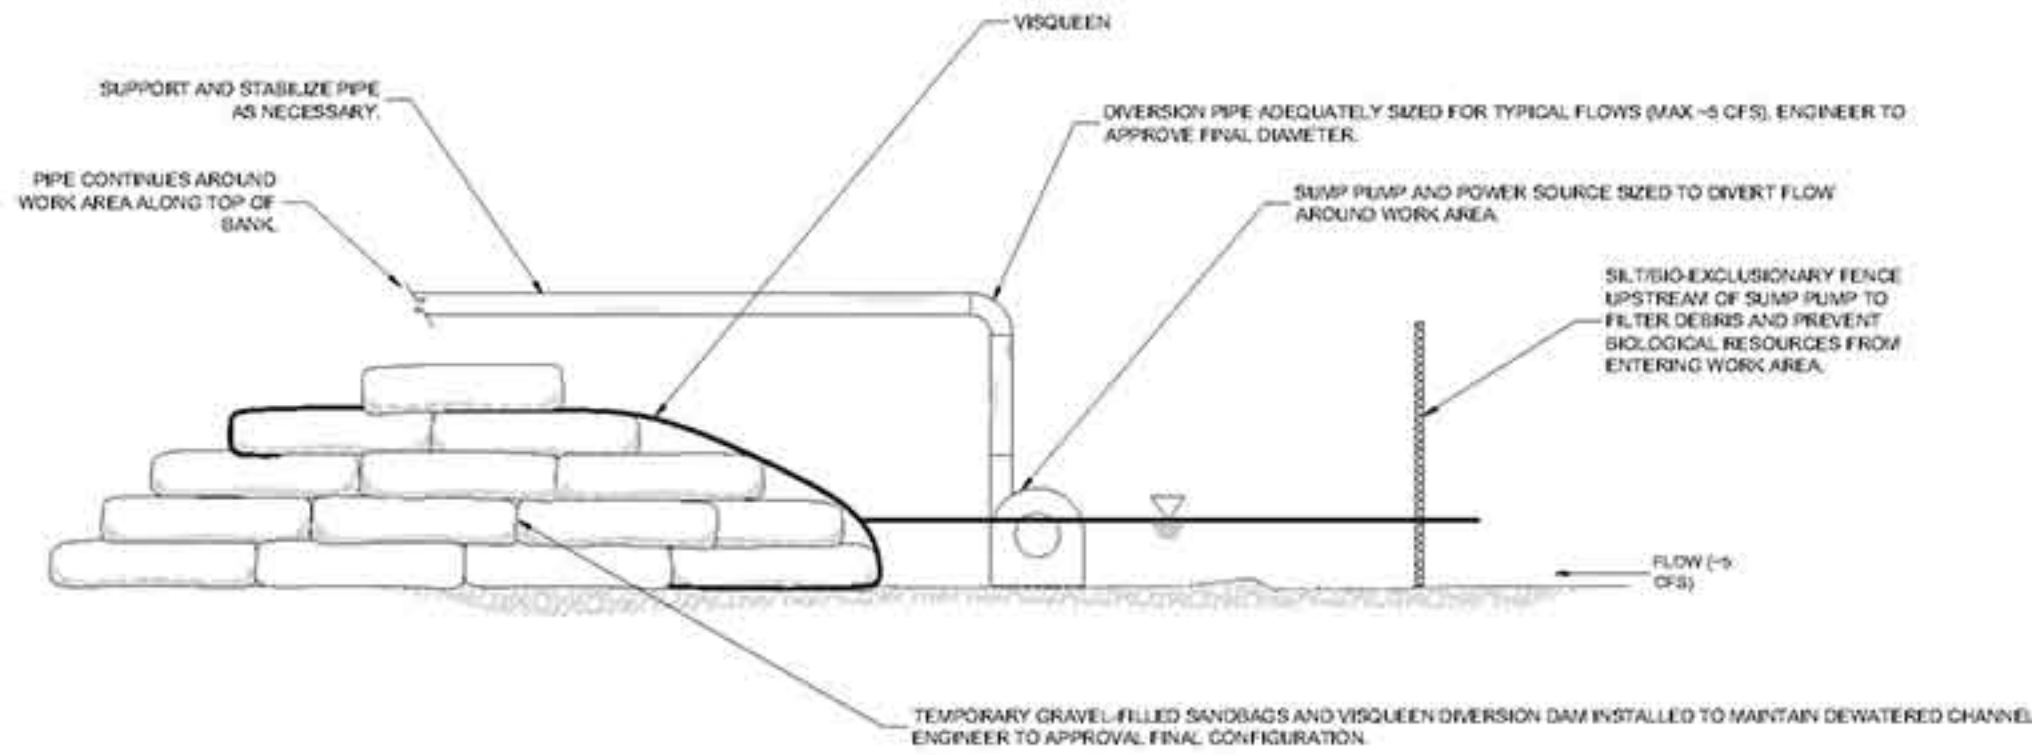 VISQUEEN
SUPPORT AND STABILIZE PIPE
AS NECESSARY.
DIVERSION PIPE ADEQUATELY SIZED FOR TYPICAL FLOWS (MAX ~5 CFS). ENGINEER TO
APPROVE FINAL DIAMETER.
PIPE CONTINUES AROUND
WORK AREA ALONG TOP OF
BANK.
SUMP PUMP AND POWER SOURCE SIZED TO DIVERT FLOW
AROUND WORK AREA.
SILT/BIO-EXCLUSIONARY FENCE
UPSTREAM OF SUMP PUMP TO
FILTER DEBRIS AND PREVENT
BIOLOGICAL RESOURCES FROM
ENTERING WORK AREA.
FLOW (~5
CFS)
TEMPORARY GRAVEL-FILLED SANDBAGS AND VISQUEEN DIVERSION DAM INSTALLED TO MAINTAIN DEWATERED CHANNEL
ENGINEER TO APPROVAL FINAL CONFIGURATION.